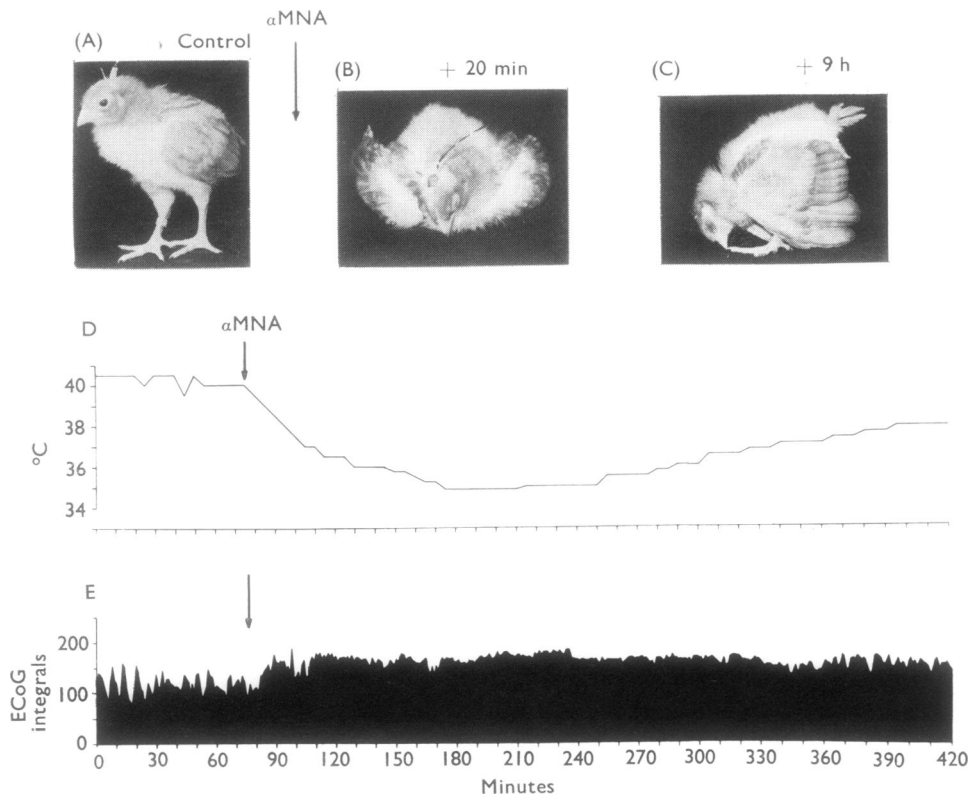 αMNA
(A) Control
(B) + 20 min
(C) + 9 h
D
αMNA
40
38
36
34
°C
E
200
100
0
ECoG
integrals
0 30 60 90 120 150 180 210 240 270 300 330 360 390 420
Minutes